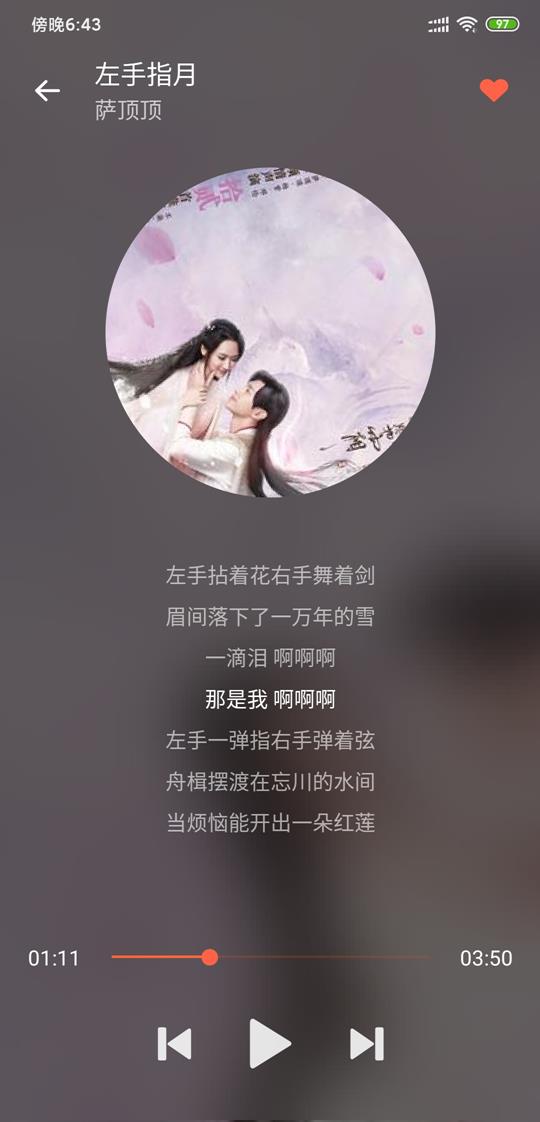 傍晚6:43
97
左手指月
萨顶顶
左手拈着花右手舞着剑
眉间落下了一万年的雪
一滴泪 啊啊啊
那是我 啊啊啊
左手一弹指右手弹着弦
舟楫摆渡在忘川的水间
当烦恼能开出一朵红莲
01:11
03:50